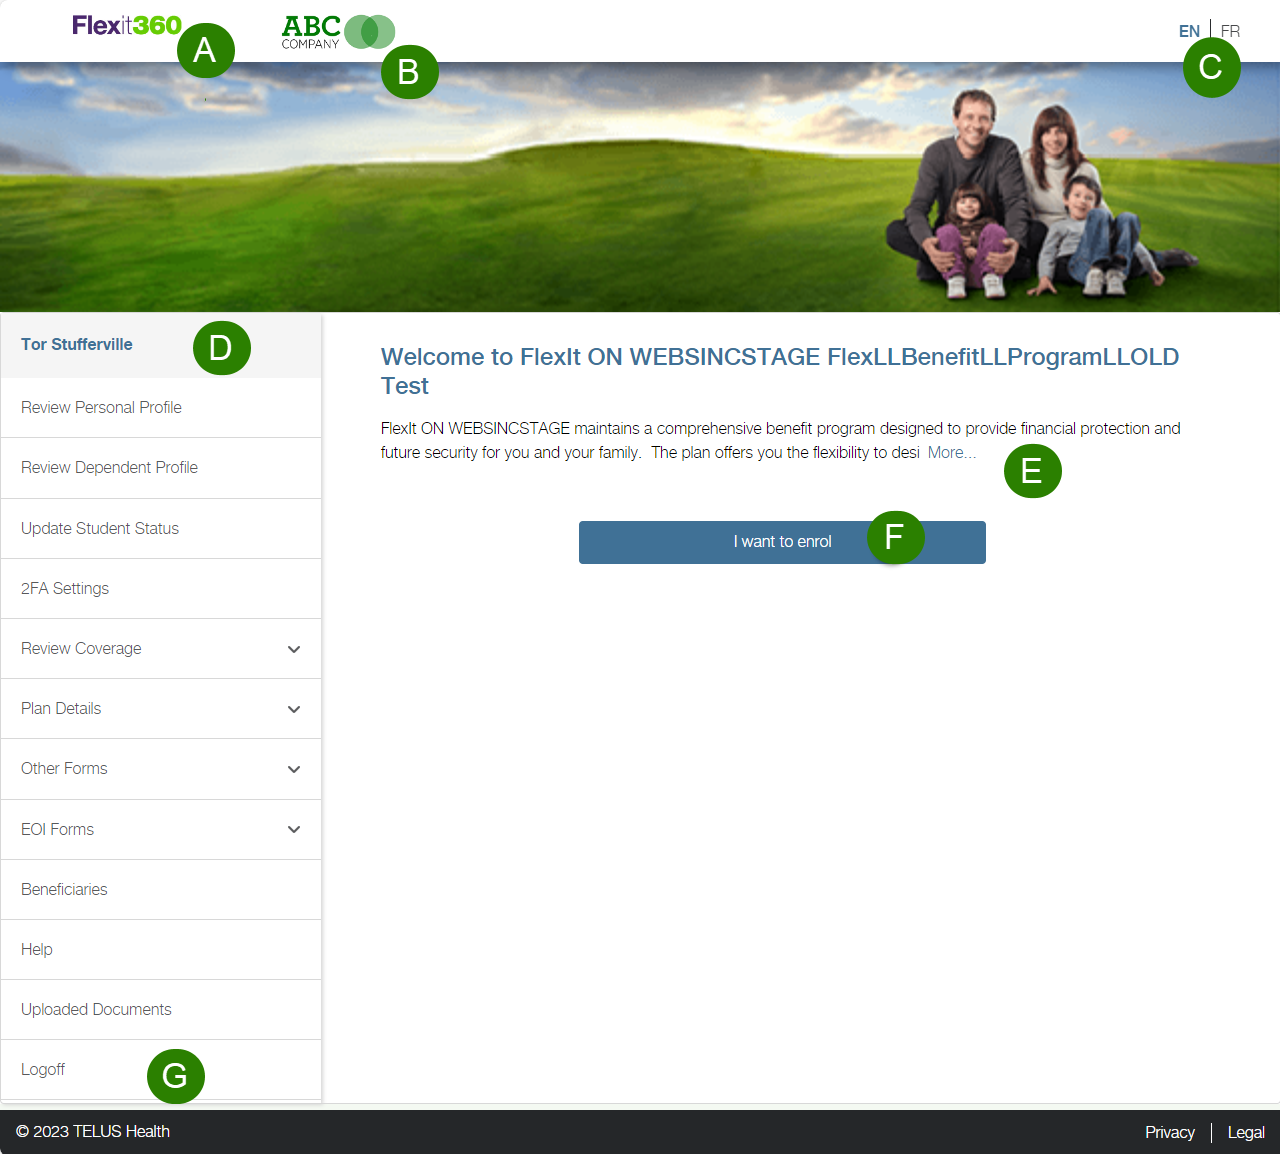 Flexit360
A
ABC
COMPANY
B
EN | FR
C
Tor Stufferville
D
Review Personal Profile
Review Dependent Profile
Update Student Status
2FA Settings
Review Coverage
Plan Details
Other Forms
EOI Forms
Beneficiaries
Help
Uploaded Documents
Logoff
G
Welcome to FlexIt ON WEBSINCSTAGE FlexLLBenefitLLProgramLLOLD
Test
FlexIt ON WEBSINCSTAGE maintains a comprehensive benefit program designed to provide financial protection and
future security for you and your family.  The plan offers you the flexibility to desi  More...
E
I want to enrol
F
© 2023 TELUS Health
Privacy | Legal